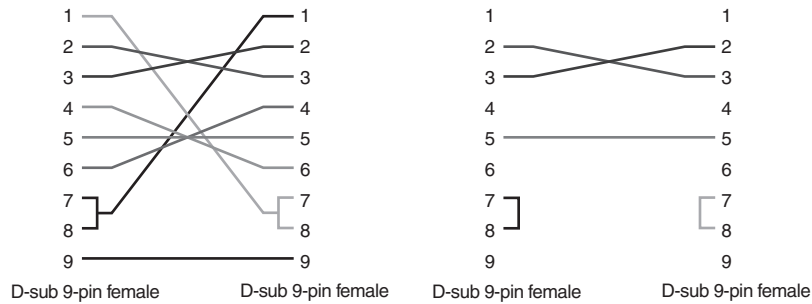 1 1 1 1
2 2 2 2
3 3 3 3
4 4 4 4
5 5 5 5
6 6 6 6
7 7 7 7
8 8 8 8
9 9 9 9
D-sub 9-pin female D-sub 9-pin female D-sub 9-pin female D-sub 9-pin female